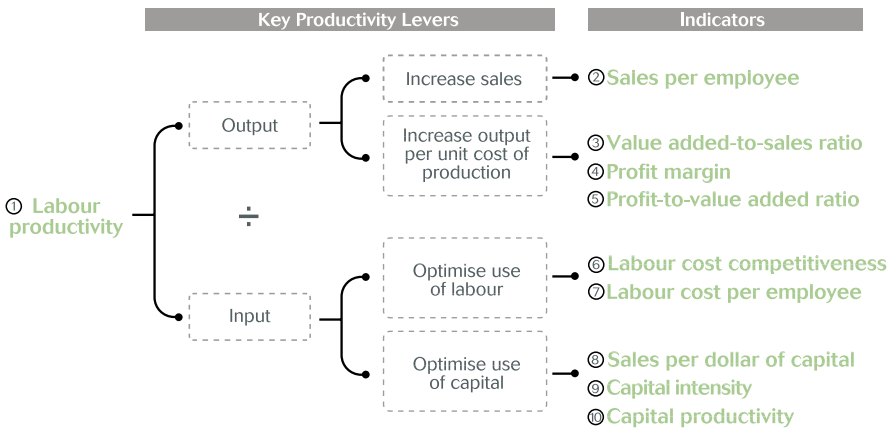 Key Productivity Levers
Indicators
① Labour
productivity
Output
÷
Input
Increase sales
Increase output
per unit cost of
production
Optimise use
of labour
Optimise use
of capital
② Sales per employee
③ Value added-to-sales ratio
④ Profit margin
⑤ Profit-to-value added ratio
⑥ Labour cost competitiveness
⑦ Labour cost per employee
⑧ Sales per dollar of capital
⑨ Capital intensity
⑩ Capital productivity